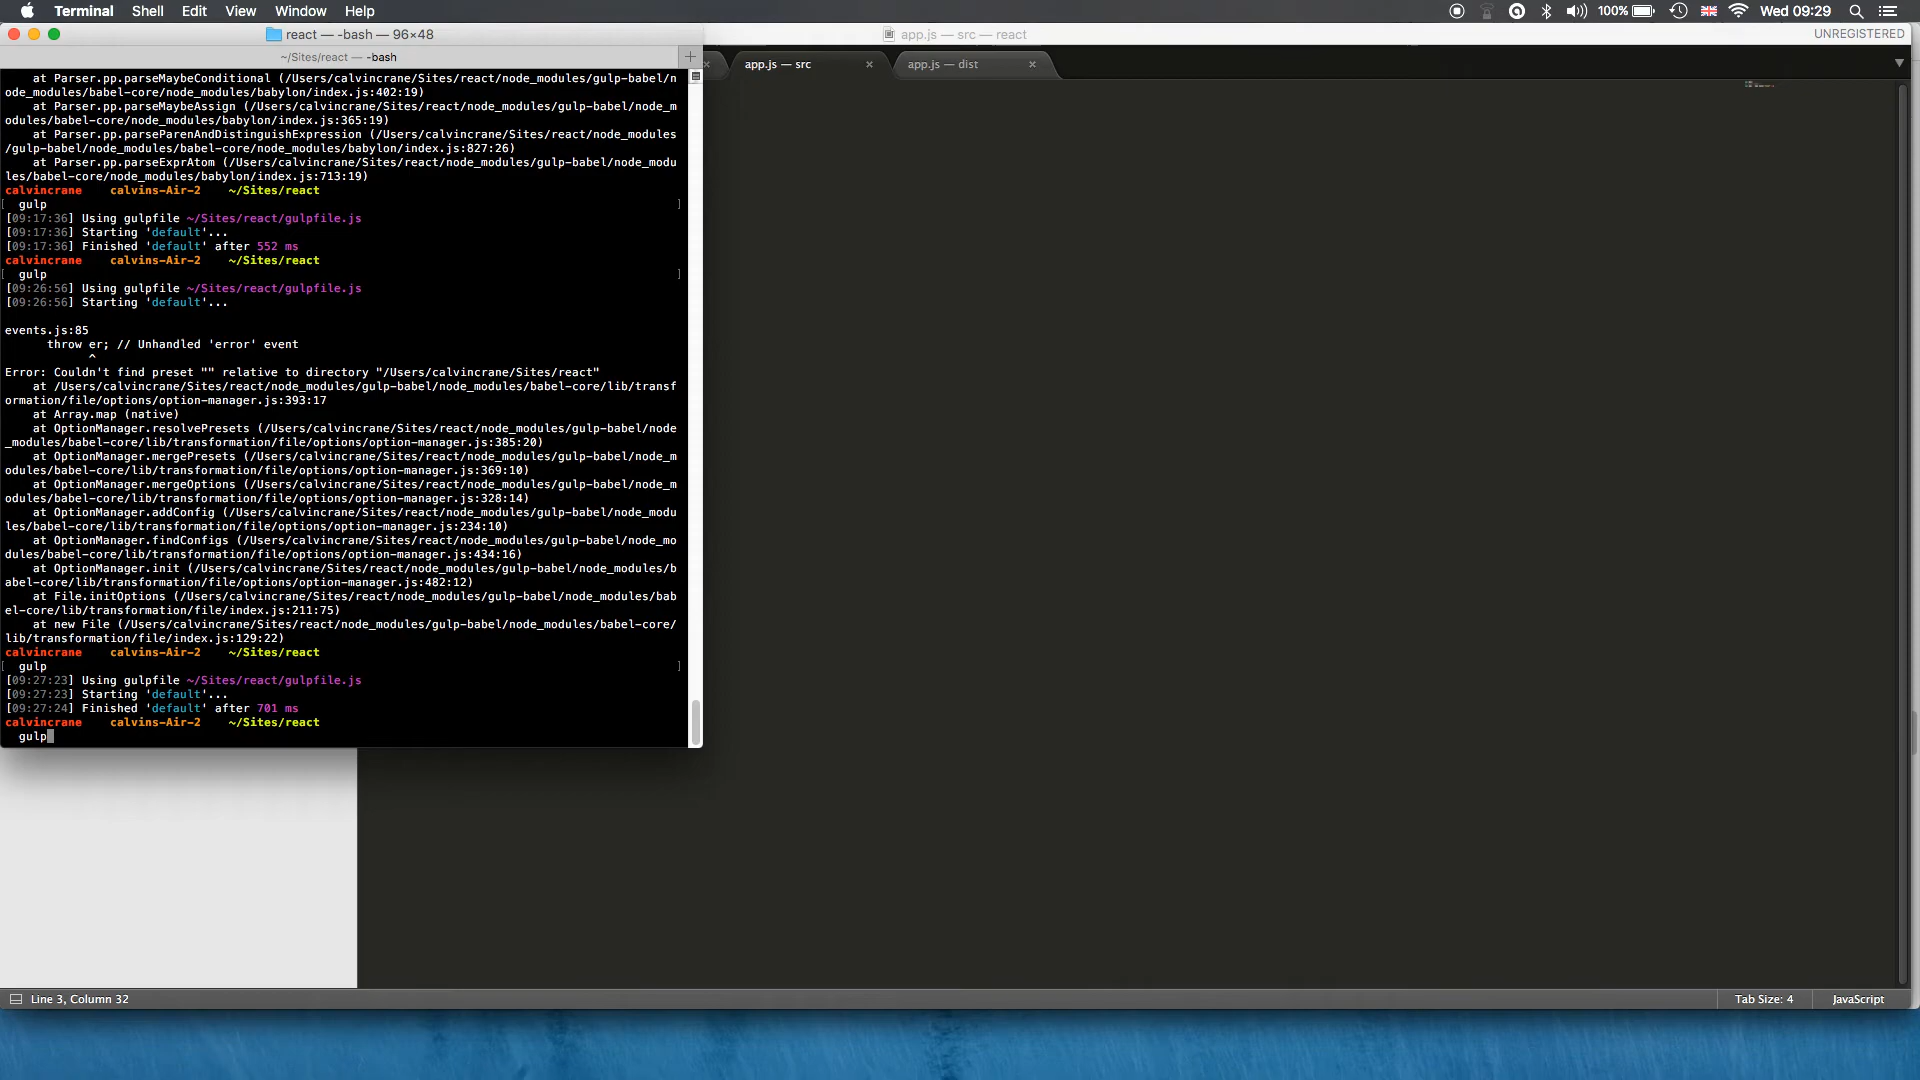 Terminal Shell Edit View Window Help 100% Wed 09:29
react — -bash — 96×48
~/Sites/react — -bash
app.js — src — react UNREGISTERED
app.js — src × app.js — dist ×
at Parser.pp.parseMaybeConditional (/Users/calvincrane/Sites/react/node_modules/gulp-babel/n
ode_modules/babel-core/node_modules/babylon/index.js:402:19)
at Parser.pp.parseMaybeAssign (/Users/calvincrane/Sites/react/node_modules/gulp-babel/node_m
odules/babel-core/node_modules/babylon/index.js:365:19)
at Parser.pp.parseParenAndDistinguishExpression (/Users/calvincrane/Sites/react/node_modules
/gulp-babel/node_modules/babel-core/node_modules/babylon/index.js:827:26)
at Parser.pp.parseExprAtom (/Users/calvincrane/Sites/react/node_modules/gulp-babel/node_modu
les/babel-core/node_modules/babylon/index.js:713:19)
calvincrane calvins-Air-2 ~/Sites/react
[ gulp ]
[09:17:36] Using gulpfile ~/Sites/react/gulpfile.js
[09:17:36] Starting 'default'...
[09:17:36] Finished 'default' after 552 ms
calvincrane calvins-Air-2 ~/Sites/react
[ gulp ]
[09:26:56] Using gulpfile ~/Sites/react/gulpfile.js
[09:26:56] Starting 'default'...
events.js:85
throw er; // Unhandled 'error' event
^
Error: Couldn't find preset "" relative to directory "/Users/calvincrane/Sites/react"
at /Users/calvincrane/Sites/react/node_modules/gulp-babel/node_modules/babel-core/lib/transf
ormation/file/options/option-manager.js:393:17
at Array.map (native)
at OptionManager.resolvePresets (/Users/calvincrane/Sites/react/node_modules/gulp-babel/node
_modules/babel-core/lib/transformation/file/options/option-manager.js:385:20)
at OptionManager.mergePresets (/Users/calvincrane/Sites/react/node_modules/gulp-babel/node_m
odules/babel-core/lib/transformation/file/options/option-manager.js:369:10)
at OptionManager.mergeOptions (/Users/calvincrane/Sites/react/node_modules/gulp-babel/node_m
odules/babel-core/lib/transformation/file/options/option-manager.js:328:14)
at OptionManager.addConfig (/Users/calvincrane/Sites/react/node_modules/gulp-babel/node_modu
les/babel-core/lib/transformation/file/options/option-manager.js:234:10)
at OptionManager.findConfigs (/Users/calvincrane/Sites/react/node_modules/gulp-babel/node_mo
dules/babel-core/lib/transformation/file/options/option-manager.js:434:16)
at OptionManager.init (/Users/calvincrane/Sites/react/node_modules/gulp-babel/node_modules/b
abel-core/lib/transformation/file/options/option-manager.js:482:12)
at File.initOptions (/Users/calvincrane/Sites/react/node_modules/gulp-babel/node_modules/bab
el-core/lib/transformation/file/index.js:211:75)
at new File (/Users/calvincrane/Sites/react/node_modules/gulp-babel/node_modules/babel-core/
lib/transformation/file/index.js:129:22)
calvincrane calvins-Air-2 ~/Sites/react
[ gulp ]
[09:27:23] Using gulpfile ~/Sites/react/gulpfile.js
[09:27:23] Starting 'default'...
[09:27:24] Finished 'default' after 701 ms
calvincrane calvins-Air-2 ~/Sites/react
gulp
Line 3, Column 32 Tab Size: 4 JavaScript